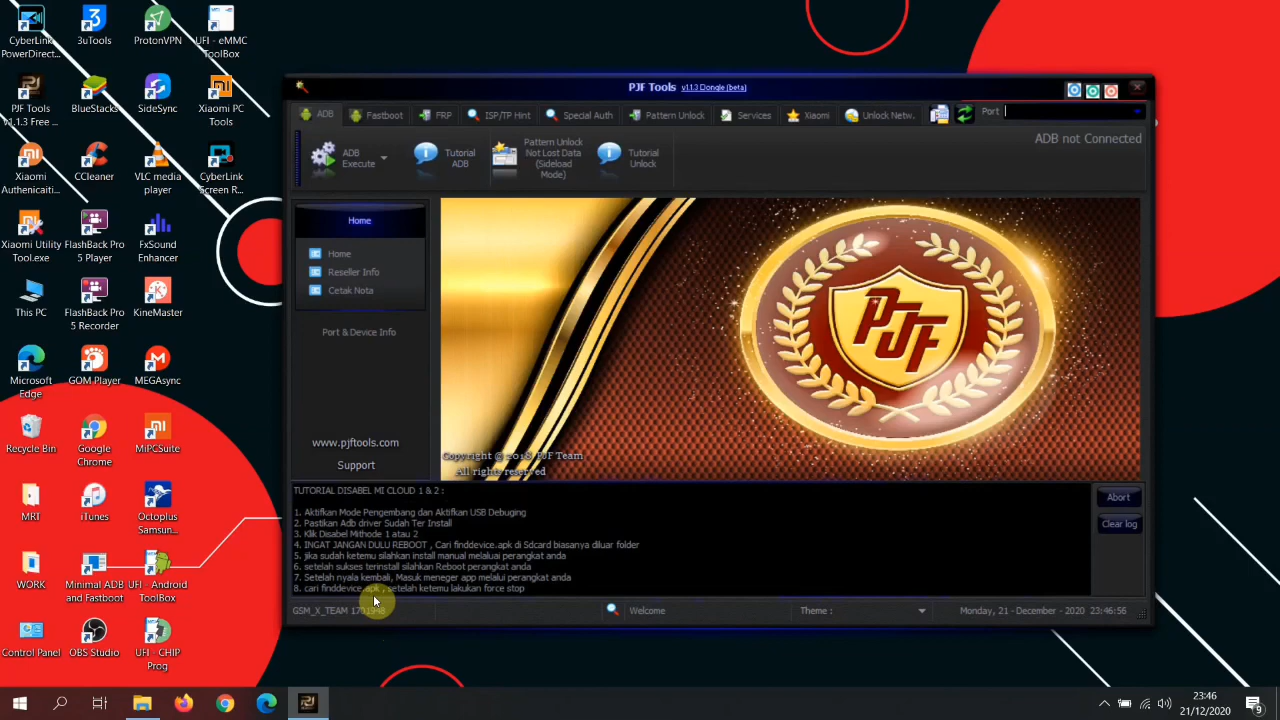 CyberLink
PowerDirect...
3uTools
ProtonVPN
UFI - eMMC
ToolBox
PJF Tools
V1.1.3 Free ...
BlueStacks
SideSync
Xiaomi PC
Tools
Xiaomi
Authenicaiti...
CCleaner
VLC media
player
CyberLink
Screen R...
Xiaomi Utility
Tool.exe
FlashBack Pro
5 Player
FxSound
Enhancer
This PC
FlashBack Pro
5 Recorder
KineMaster
Microsoft
Edge
GOM Player
MEGAsync
Recycle Bin
Google
Chrome
MiPCSuite
MRT
iTunes
Octoplus
Samsun...
WORK
Minimal ADB
and Fastboot
UFI - Android
ToolBox
Control Panel
OBS Studio
UFI - CHIP
Prog
PJF Tools v1.1.3 Dongle (beta)
ADB
Fastboot
FRP
ISP/TP Hint
Special Auth
Pattern Unlock
Services
Xiaomi
Unlock Netw.
Port
ADB not Connected
ADB
Execute
Tutorial
ADB
Pattern Unlock
Not Lost Data
(Sideload
Mode)
Tutorial
Unlock
Home
Home
Reseller Info
Cetak Nota
Port & Device Info
www.pjftools.com
Support
PJF
Copyright @ 2018 PJF Team
All rights reserved
TUTORIAL DISABEL MI CLOUD 1 & 2 :
1. Aktifkan Mode Pengembang dan Aktifkan USB Debuging
2. Pastikan Adb driver Sudah Ter Install
3. Klik Disabel Mithode 1 atau 2
4. INGAT JANGAN DULU REBOOT , Cari finddevice.apk di Sdcard biasanya diluar folder
5. jika sudah ketemu silahkan install manual melaluai perangkat anda
6. setelah sukses terinstall silahkan Reboot perangkat anda
7. Setelah nyala kembali, Masuk meneger app melalui perangkat anda
8. cari finddevice.apk , setelah ketemu lakukan force stop
Abort
Clear log
GSM_X_TEAM
Welcome
Theme :
Monday, 21 - December - 2020 23:46:56
23:46
21/12/2020
9